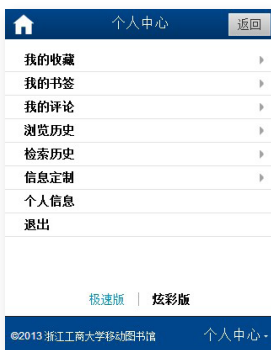 个人中心 返回
我的收藏
我的书签
我的评论
浏览历史
检索历史
信息定制
个人信息
退出
极速版 | 炫彩版
©2013 浙江工商大学移动图书馆 个人中心